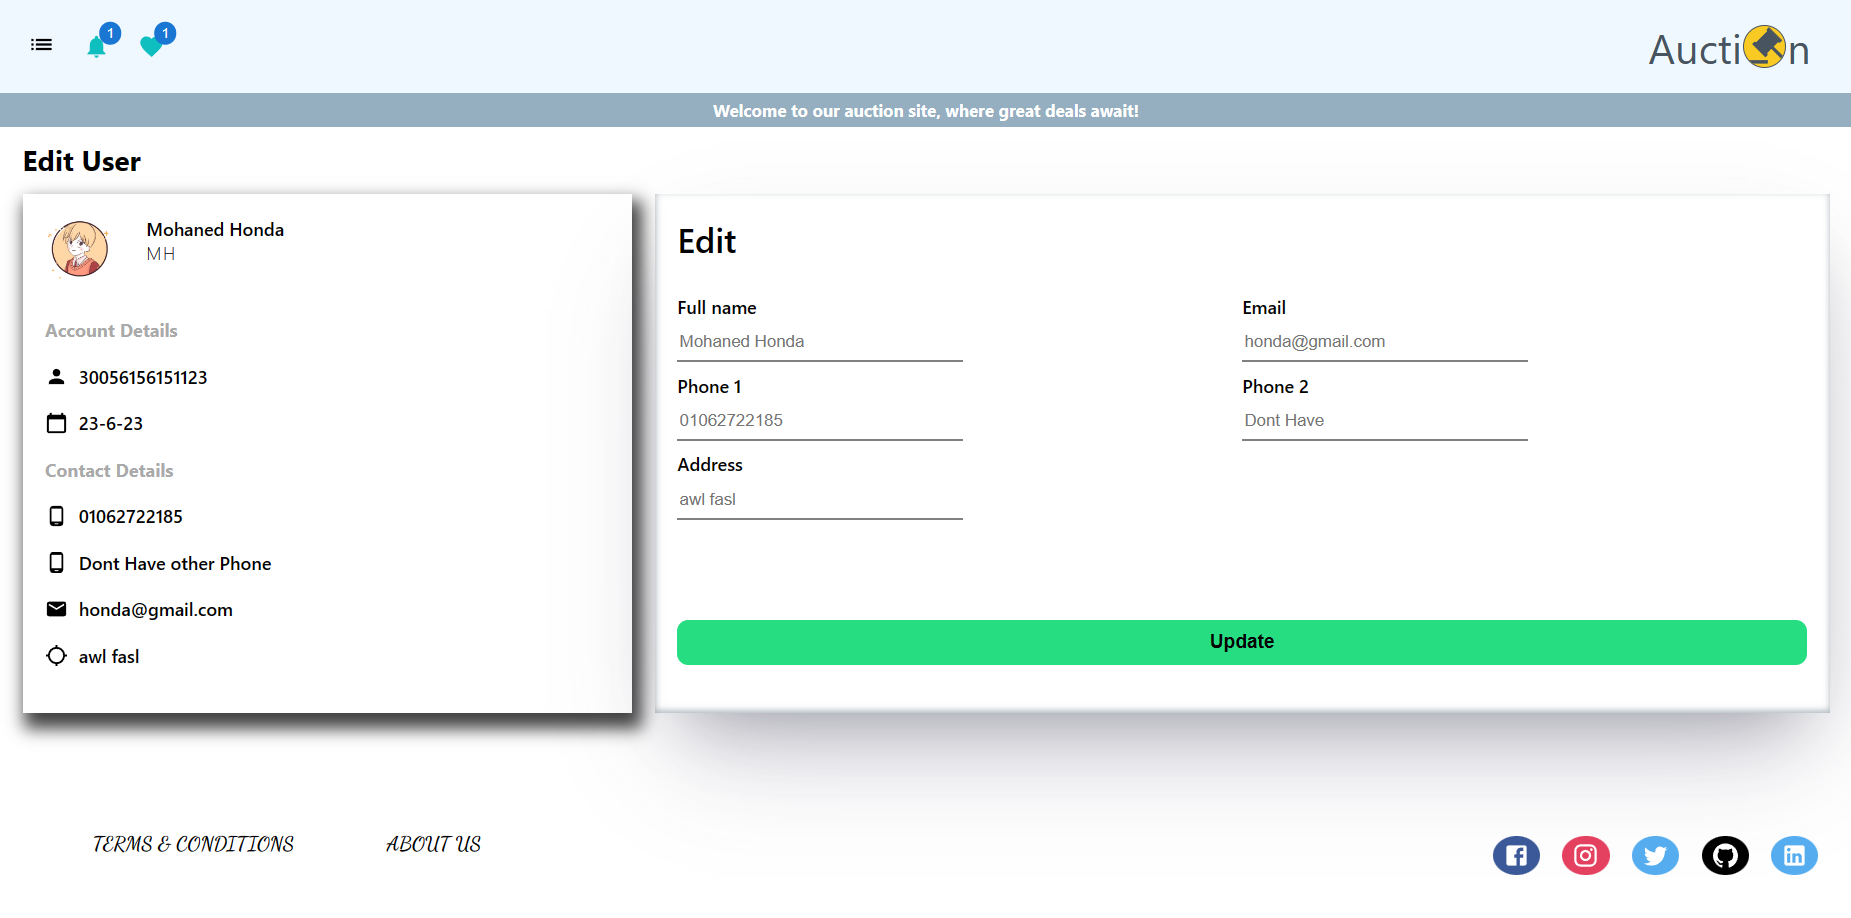 1
1
Auction
Welcome to our auction site, where great deals await!
Edit User
Mohaned Honda
MH
Account Details
30056156151123
23-6-23
Contact Details
01062722185
Dont Have other Phone
honda@gmail.com
awl fasl
Edit
Full name
Mohaned Honda
Email
honda@gmail.com
Phone 1
01062722185
Phone 2
Dont Have
Address
awl fasl
Update
TERMS & CONDITIONS
ABOUT US